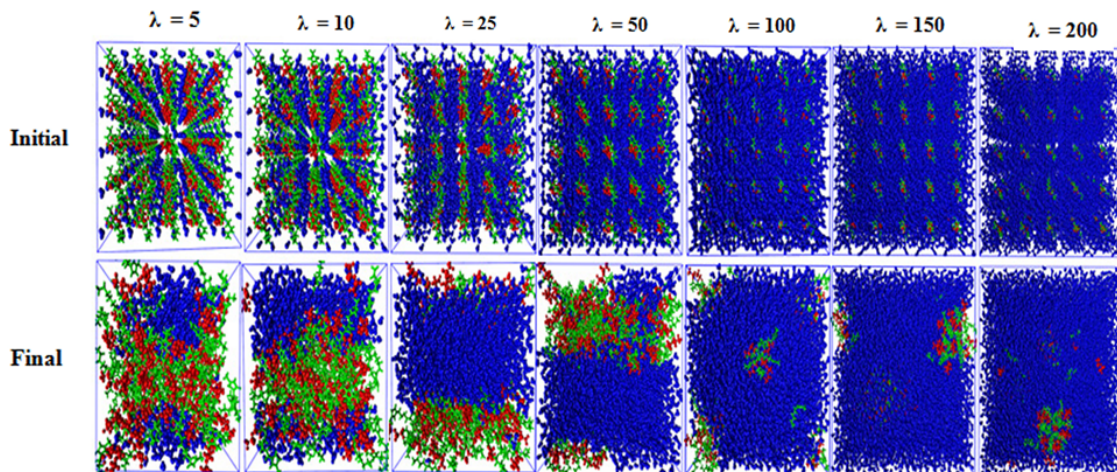 λ = 5 λ = 10 λ = 25 λ = 50 λ = 100 λ = 150 λ = 200
Initial
Final